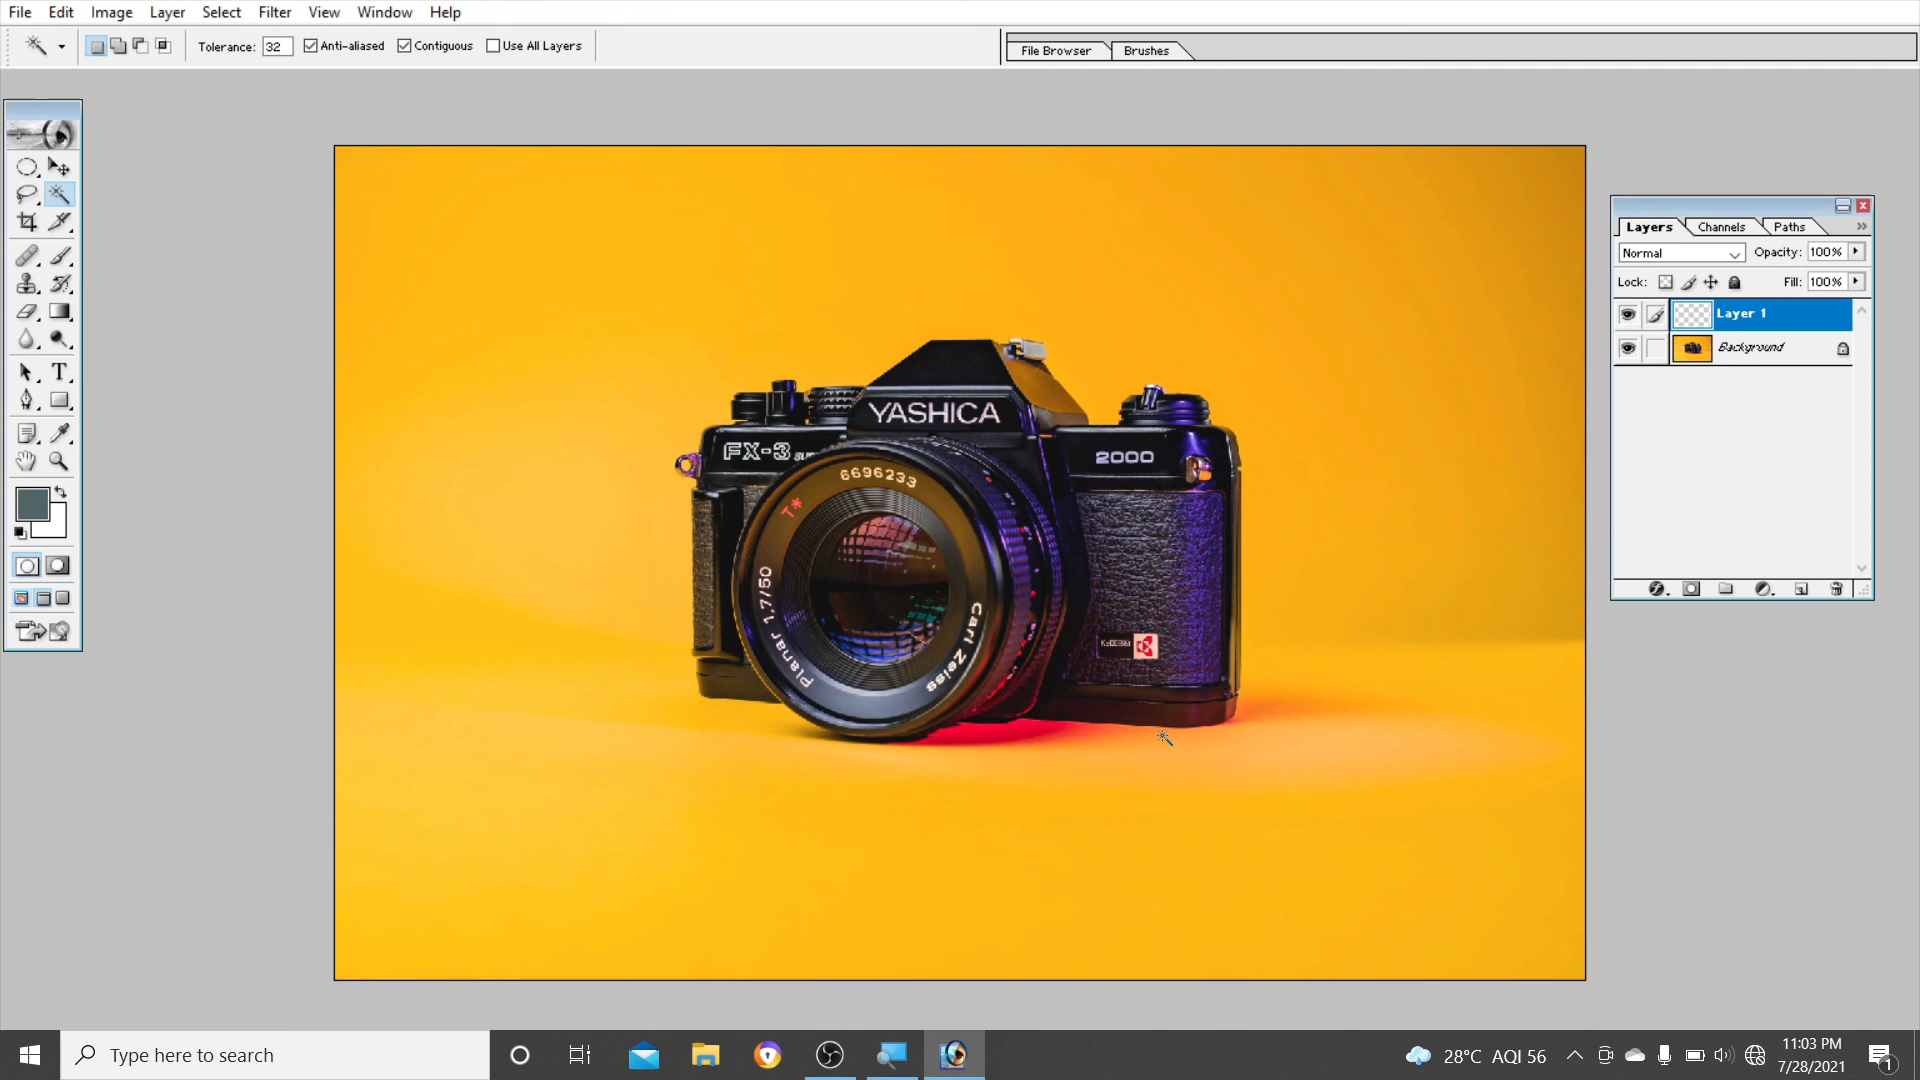 File Edit Image Layer Select Filter View Window Help
Tolerance: 32 Anti-aliased Contiguous Use All Layers
File Browser Brushes
Layers Channels Paths
Normal Opacity: 100%
Lock: Fill: 100%
Layer 1
Background
YASHICA
FX-3
2000
6696233
T*
Planar 1,7/50
Carl Zeiss
KYOCERA
T
Type here to search
28°C AQI 56
11:03 PM
7/28/2021
1